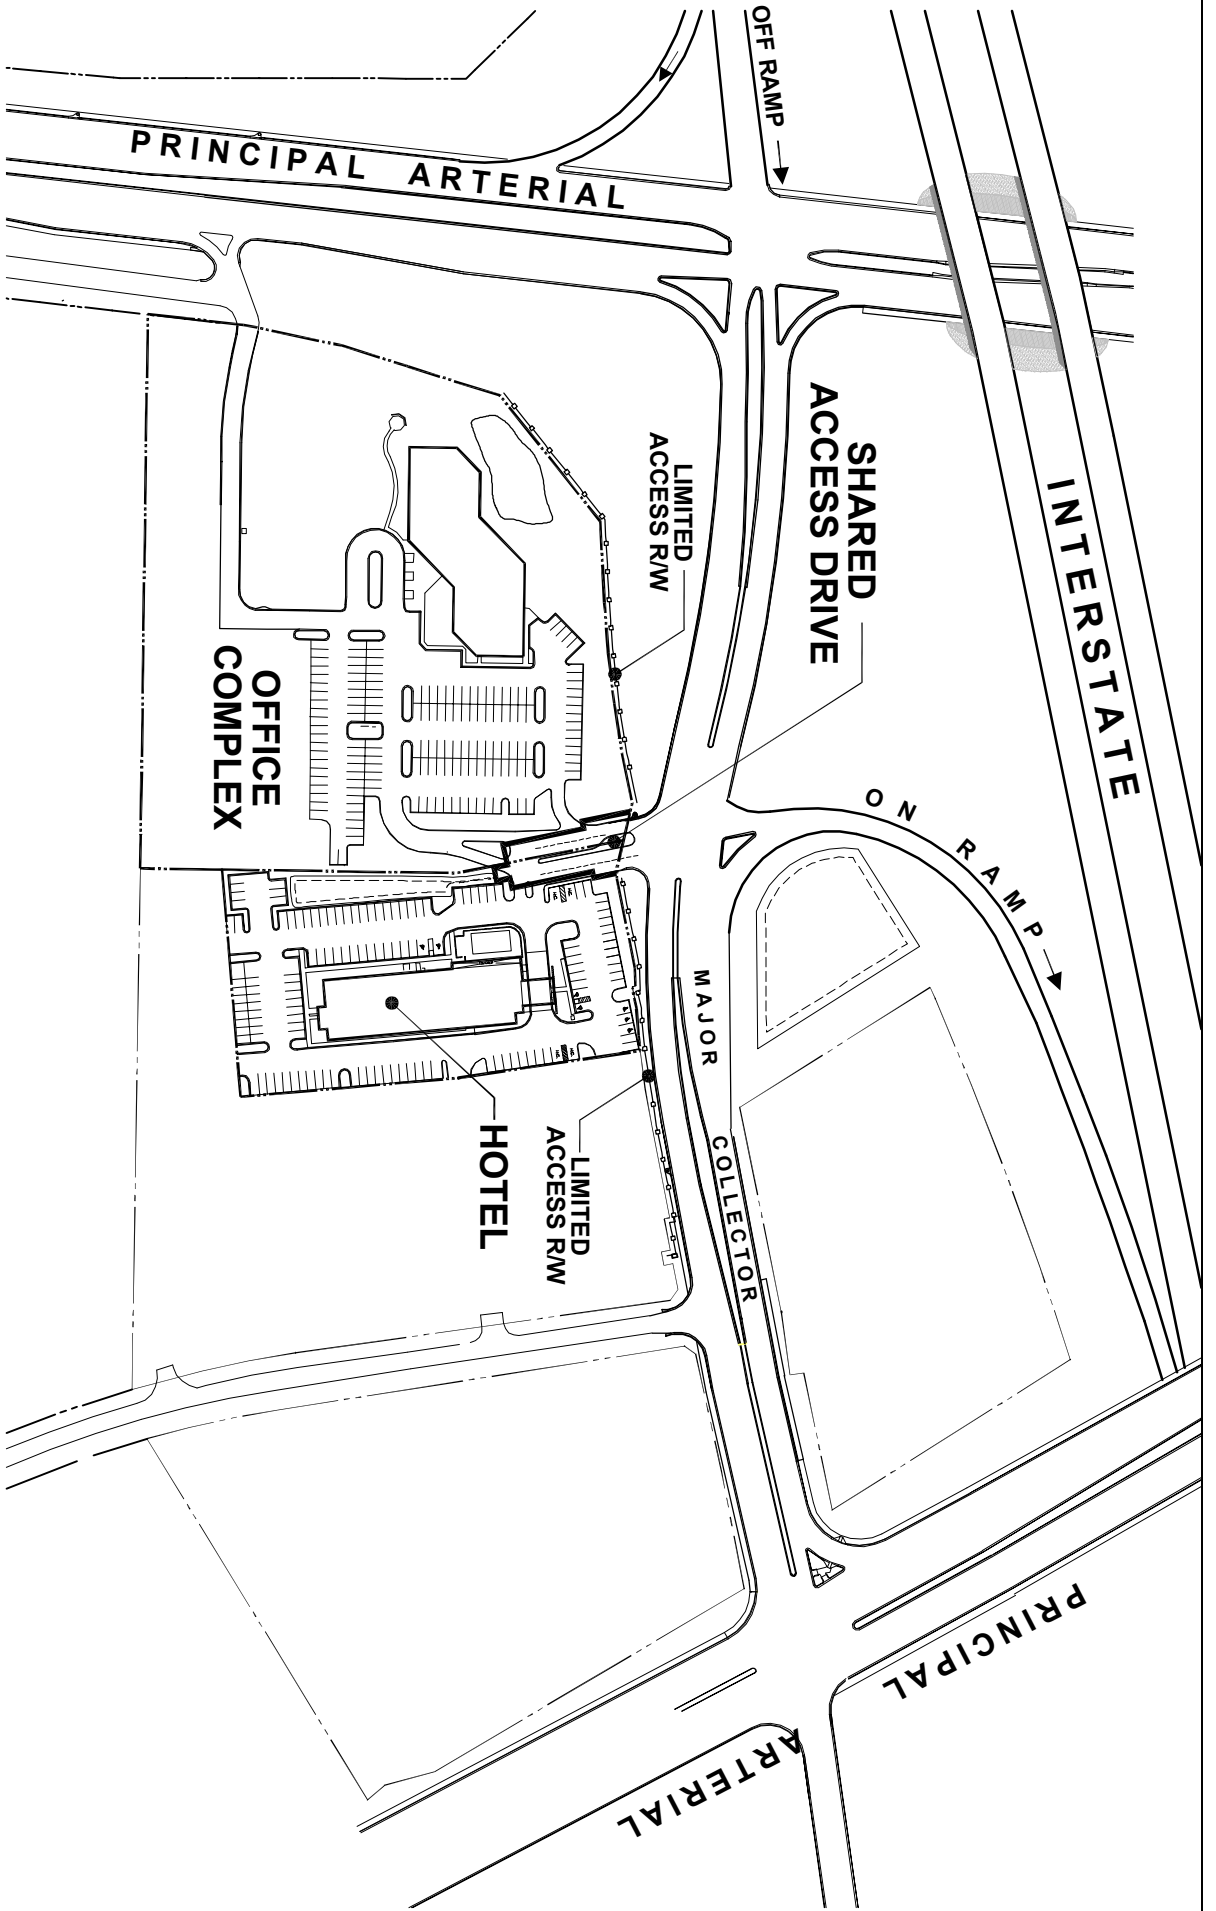 OFF RAMP
PRINCIPAL ARTERIAL
INTERSTATE
SHARED
ACCESS DRIVE
LIMITED
ACCESS R/W
OFFICE
COMPLEX
ON RAMP
MAJOR COLLECTOR
HOTEL
LIMITED
ACCESS R/W
PRINCIPAL ARTERIAL